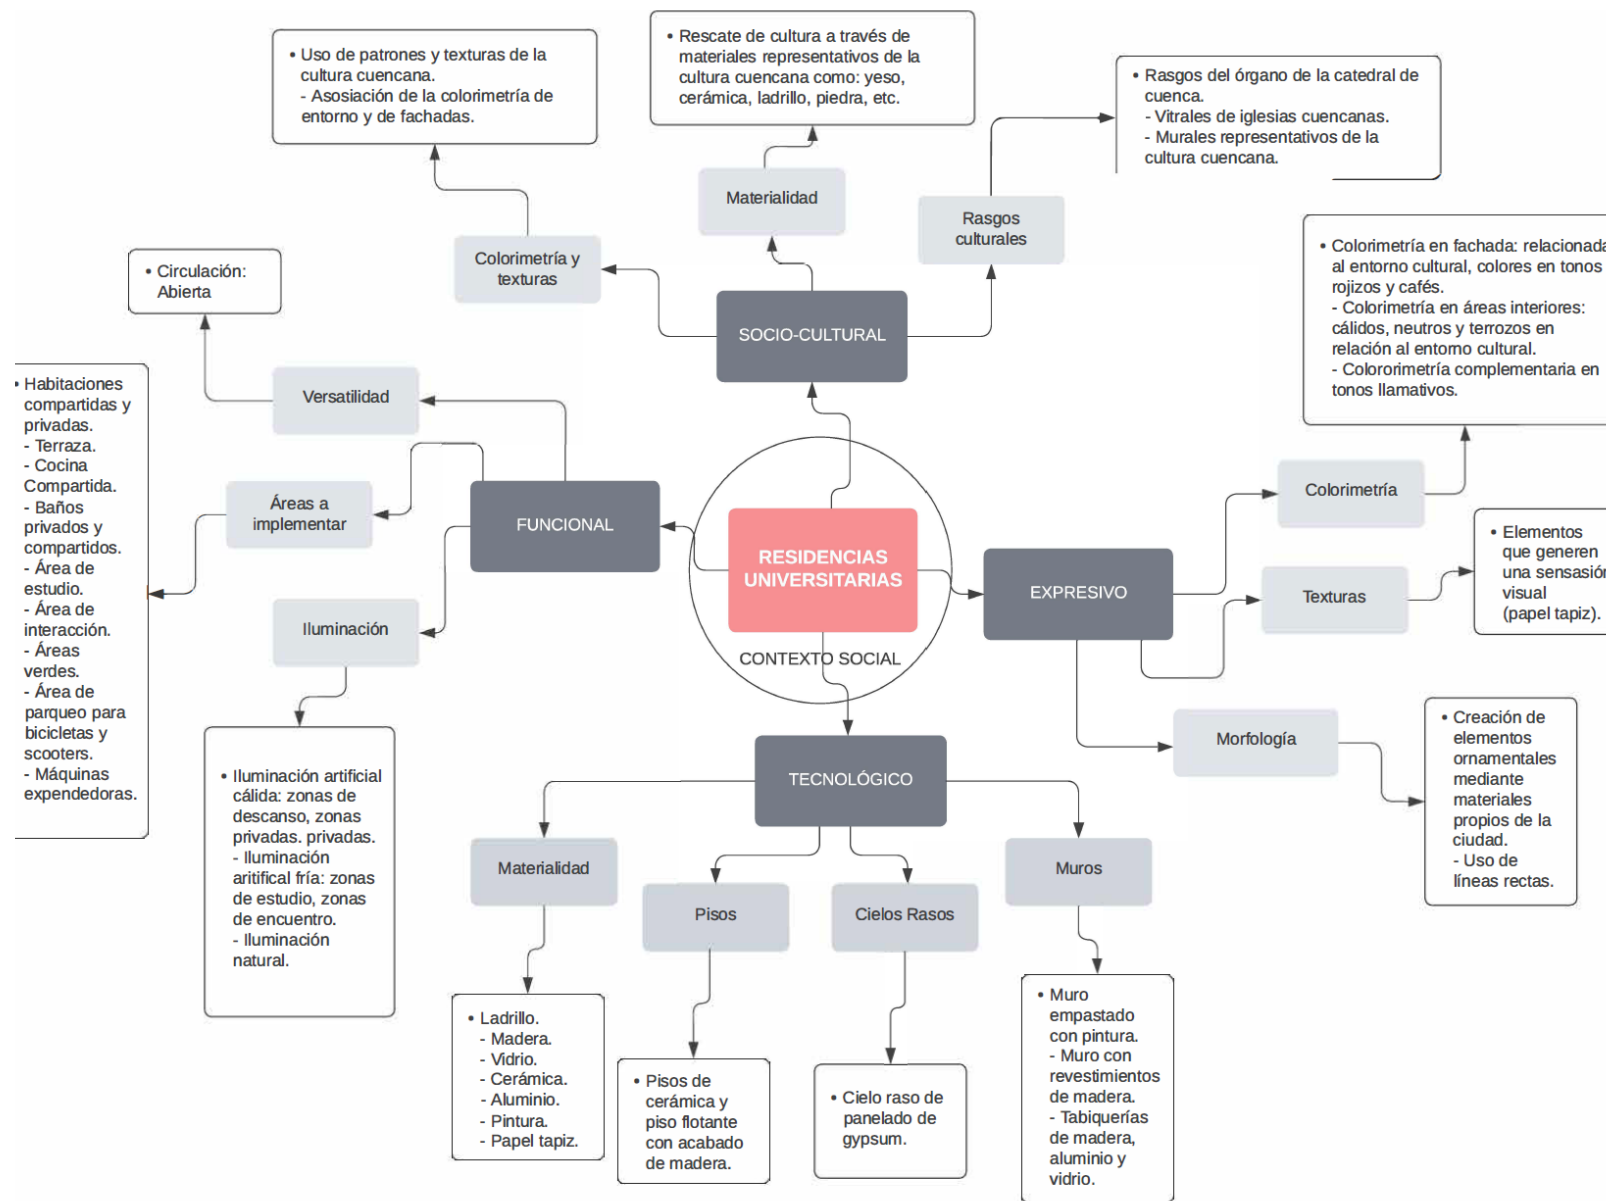 • Uso de patrones y texturas de la
cultura cuencana.
- Asosiación de la colorimetría de
entorno y de fachadas.
• Rescate de cultura a través de
materiales representativos de la
cultura cuencana como: yeso,
cerámica, ladrillo, piedra, etc.
• Rasgos del órgano de la catedral de
cuenca.
- Vitrales de iglesias cuencanas.
- Murales representativos de la
cultura cuencana.
Materialidad
Rasgos
culturales
Colorimetría y
texturas
• Circulación:
Abierta
SOCIO-CULTURAL
• Colorimetría en fachada: relacionada
al entorno cultural, colores en tonos
rojizos y cafés.
- Colorimetría en áreas interiores:
cálidos, neutros y terrozos en
relación al entorno cultural.
- Colororimetría complementaria en
tonos llamativos.
Versatilidad
• Habitaciones
compartidas y
privadas.
- Terraza.
- Cocina
Compartida.
- Baños
privados y
compartidos.
- Área de
estudio.
- Área de
interacción.
- Áreas
verdes.
- Área de
parqueo para
bicicletas y
scooters.
- Máquinas
expendedoras.
Áreas a
implementar
FUNCIONAL
Iluminación
RESIDENCIAS
UNIVERSITARIAS
CONTEXTO SOCIAL
EXPRESIVO
Colorimetría
Texturas
• Elementos
que generen
una sensasión
visual
(papel tapiz).
Morfología
• Creación de
elementos
ornamentales
mediante
materiales
propios de la
ciudad.
- Uso de
líneas rectas.
• Iluminación artificial
cálida: zonas de
descanso, zonas
privadas. privadas.
- Iluminación
aritifical fría: zonas
de estudio, zonas
de encuentro.
- Iluminación
natural.
TECNOLÓGICO
Materialidad
Pisos
Cielos Rasos
Muros
• Ladrillo.
- Madera.
- Vidrio.
- Cerámica.
- Aluminio.
- Pintura.
- Papel tapiz.
• Pisos de
cerámica y
piso flotante
con acabado
de madera.
• Cielo raso de
panelado de
gypsum.
• Muro
empastado
con pintura.
- Muro con
revestimientos
de madera.
- Tabiquerías
de madera,
aluminio y
vidrio.